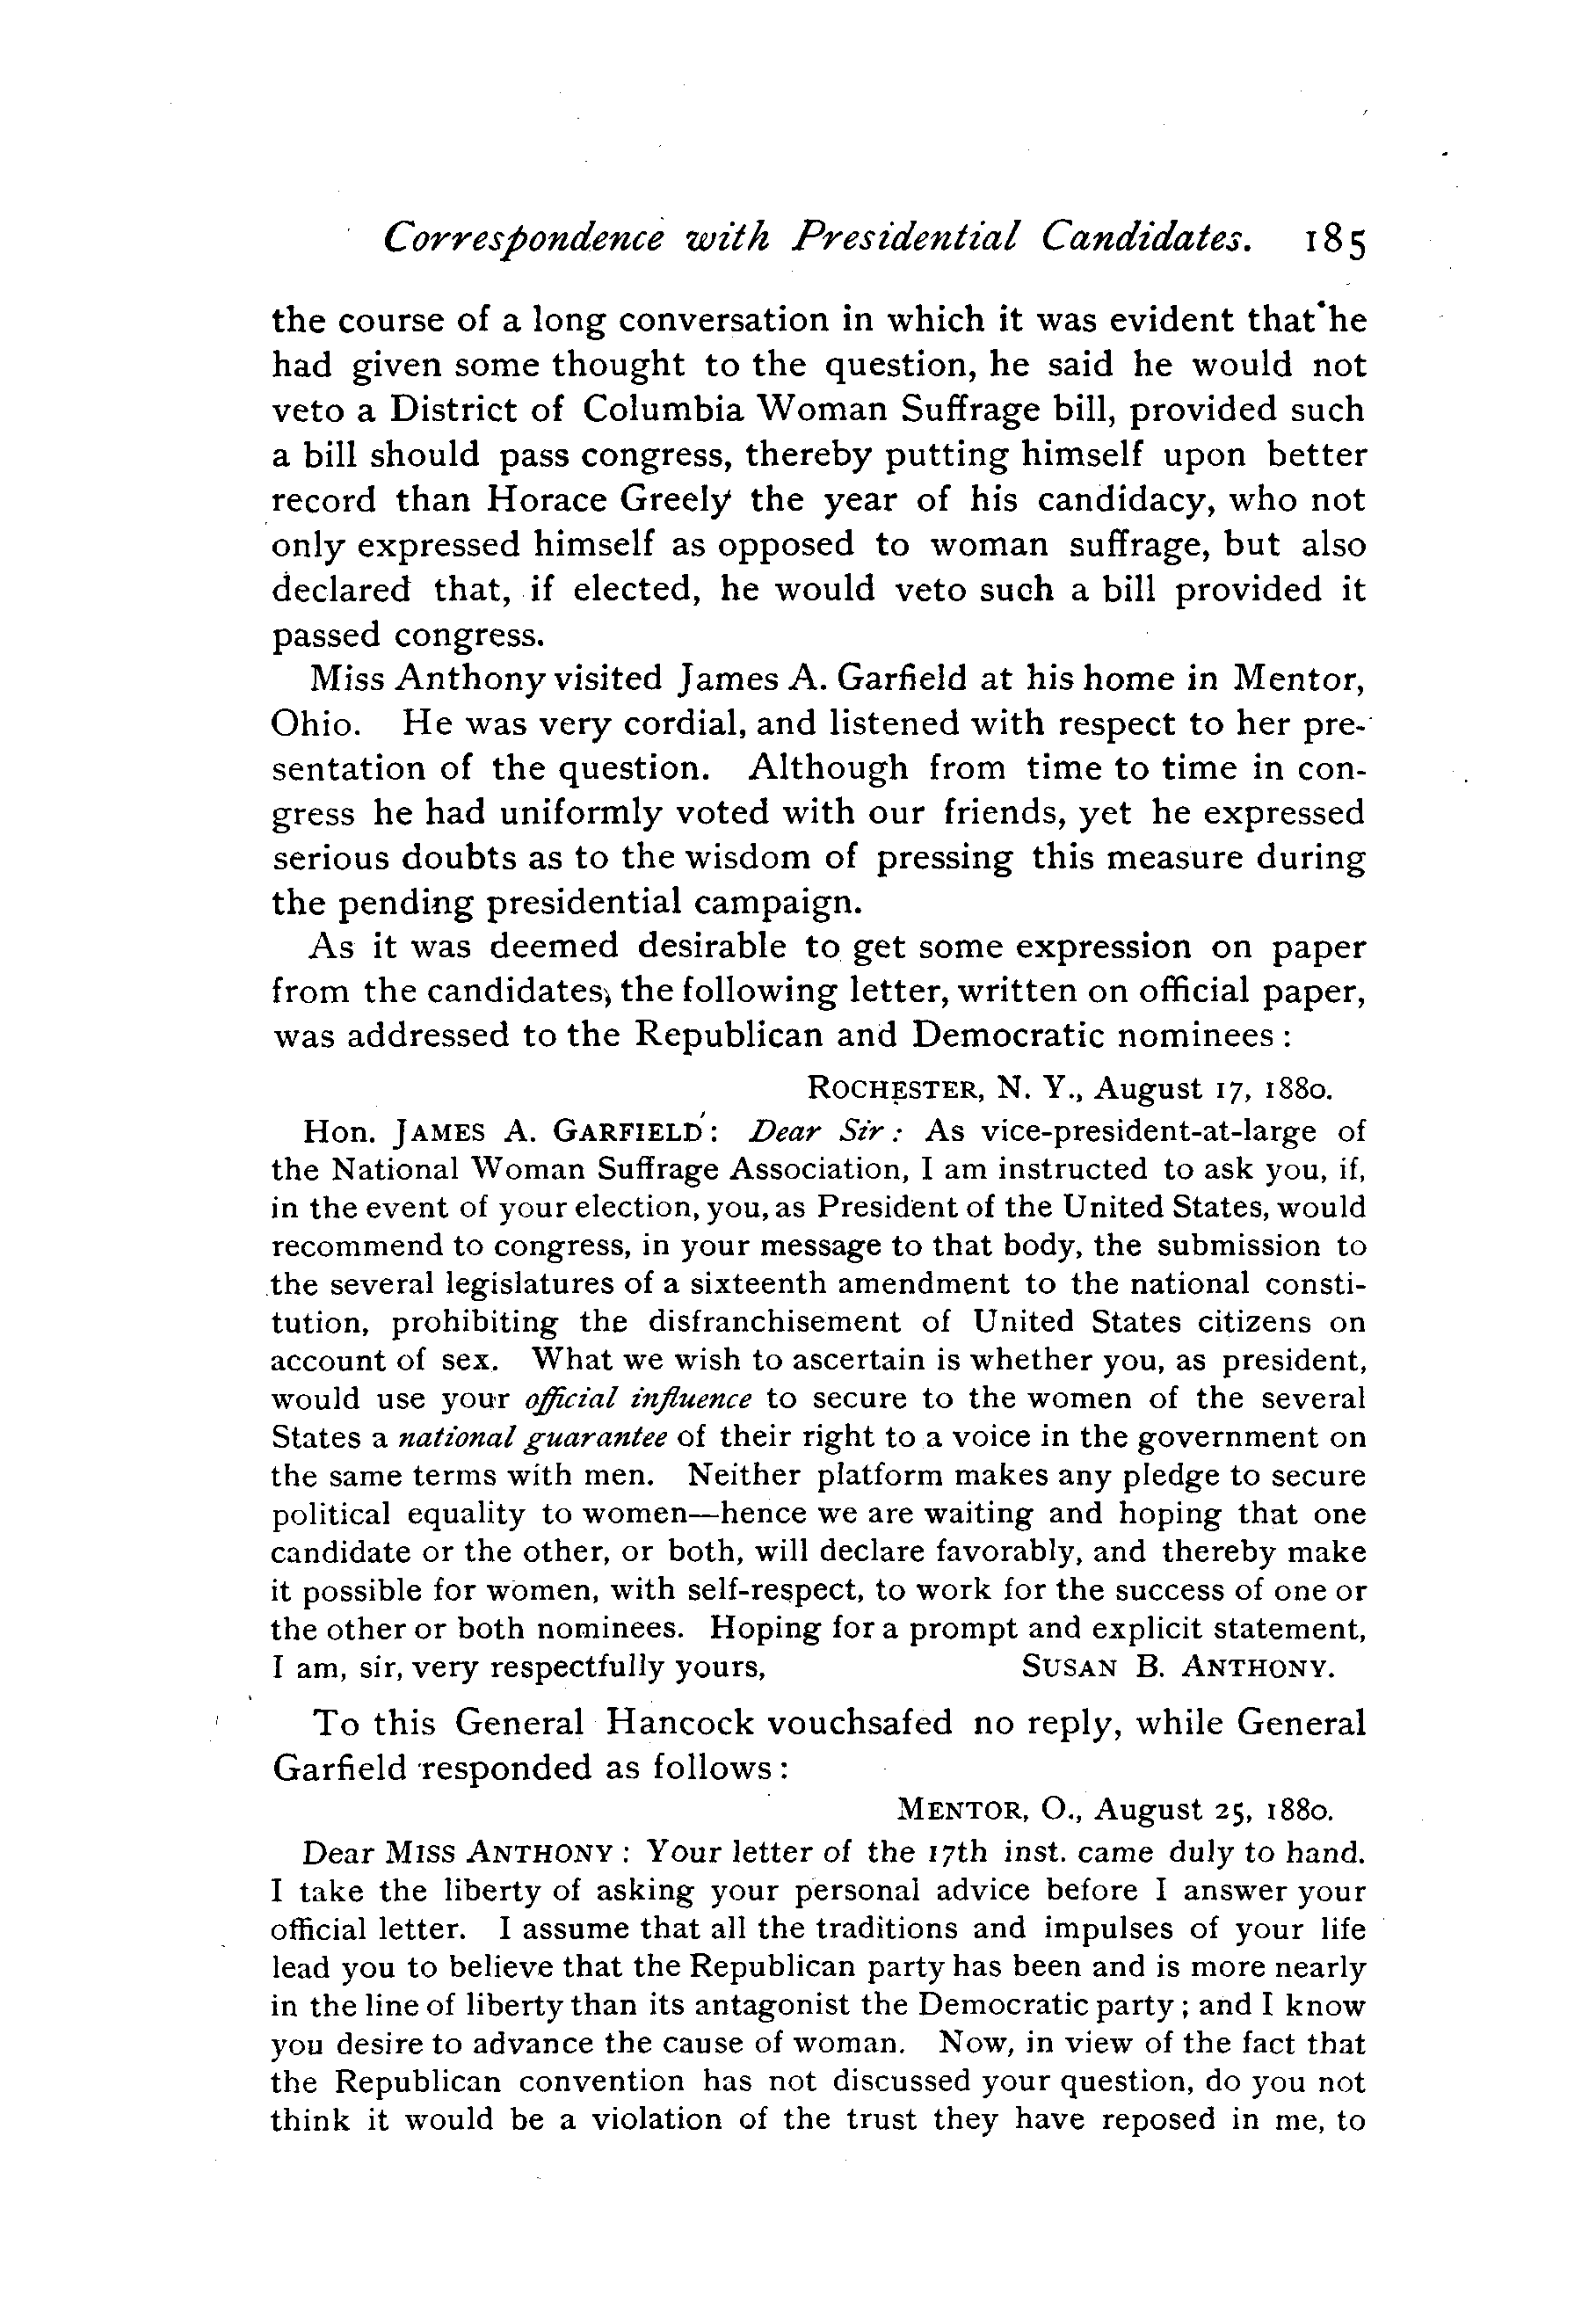 Correspondence with Presidential Candidates. 185
the course of a long conversation in which it was evident that he
had given some thought to the question, he said he would not
veto a District of Columbia Woman Suffrage bill, provided such
a bill should pass congress, thereby putting himself upon better
record than Horace Greely the year of his candidacy, who not
only expressed himself as opposed to woman suffrage, but also
declared that, if elected, he would veto such a bill provided it
passed congress.
Miss Anthony visited James A. Garfield at his home in Mentor,
Ohio. He was very cordial, and listened with respect to her pre-
sentation of the question. Although from time to time in con-
gress he had uniformly voted with our friends, yet he expressed
serious doubts as to the wisdom of pressing this measure during
the pending presidential campaign.
As it was deemed desirable to get some expression on paper
from the candidates, the following letter, written on official paper,
was addressed to the Republican and Democratic nominees :
ROCHESTER, N. Y., August 17, 1880.
Hon. JAMES A. GARFIELD: Dear Sir: As vice-president-at-large of
the National Woman Suffrage Association, I am instructed to ask you, if,
in the event of your election, you, as President of the United States, would
recommend to congress, in your message to that body, the submission to
the several legislatures of a sixteenth amendment to the national consti-
tution, prohibiting the disfranchisement of United States citizens on
account of sex. What we wish to ascertain is whether you, as president,
would use your official influence to secure to the women of the several
States a national guarantee of their right to a voice in the government on
the same terms with men. Neither platform makes any pledge to secure
political equality to women—hence we are waiting and hoping that one
candidate or the other, or both, will declare favorably, and thereby make
it possible for women, with self-respect, to work for the success of one or
the other or both nominees. Hoping for a prompt and explicit statement,
I am, sir, very respectfully yours, SUSAN B. ANTHONY.
To this General Hancock vouchsafed no reply, while General
Garfield responded as follows :
MENTOR, O., August 25, 1880.
Dear MISS ANTHONY : Your letter of the 17th inst. came duly to hand.
I take the liberty of asking your personal advice before I answer your
official letter. I assume that all the traditions and impulses of your life
lead you to believe that the Republican party has been and is more nearly
in the line of liberty than its antagonist the Democratic party ; and I know
you desire to advance the cause of woman. Now, in view of the fact that
the Republican convention has not discussed your question, do you not
think it would be a violation of the trust they have reposed in me, to